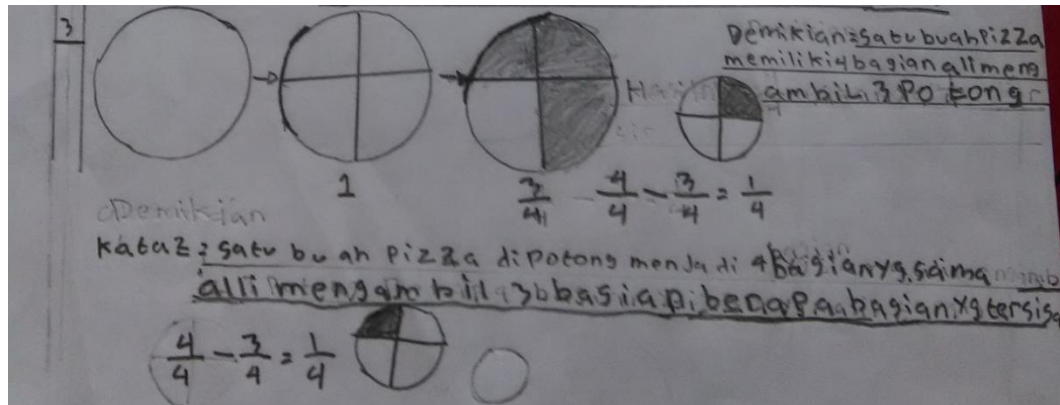 3
Demikian: satu buah Pizza
memiliki 4 bagian alli meng
ambil 3 Potong
Hasil
1
3/4 4/4 - 3/4 = 1/4
Demikian
Kata2: satu buah Pizza dipotong menjadi 4 bagian yg sama
alli mengambil 3 bagian, berapa bagian yg tersisa
4/4 - 3/4 = 1/4